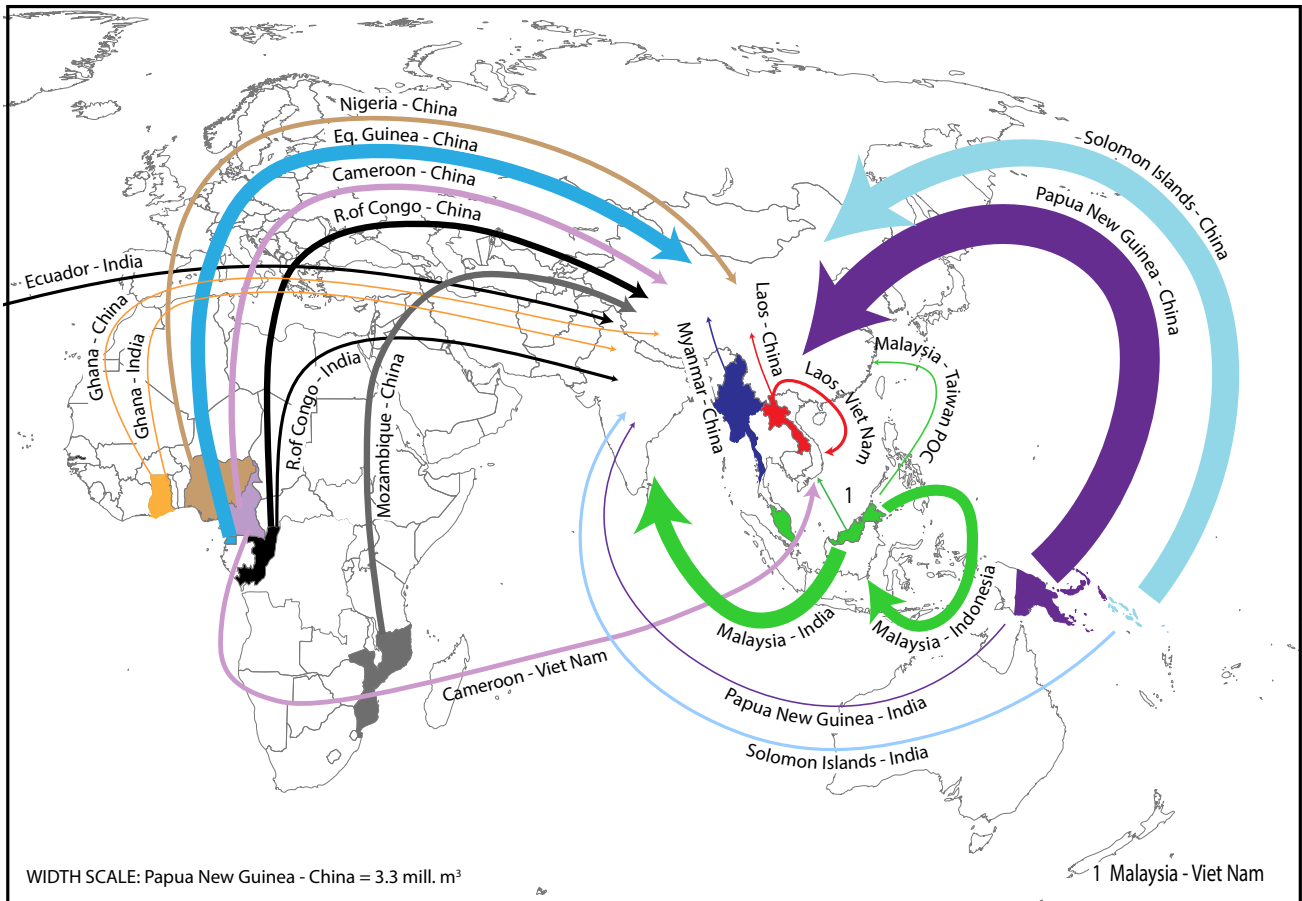 Nigeria - China
Eq. Guinea - China
Cameroon - China
R.of Congo - China
Ecuador - India
Ghana - China
Ghana - India
R.of Congo - India
Mozambique - China
Solomon Islands - China
Papua New Guinea - China
Laos - China
Myanmar - China
Laos - Viet Nam
Malaysia - Taiwan POC
1
Malaysia - India
Malaysia - Indonesia
Cameroon - Viet Nam
Papua New Guinea - India
Solomon Islands - India
WIDTH SCALE: Papua New Guinea - China = 3.3 mill. m³
1 Malaysia - Viet Nam